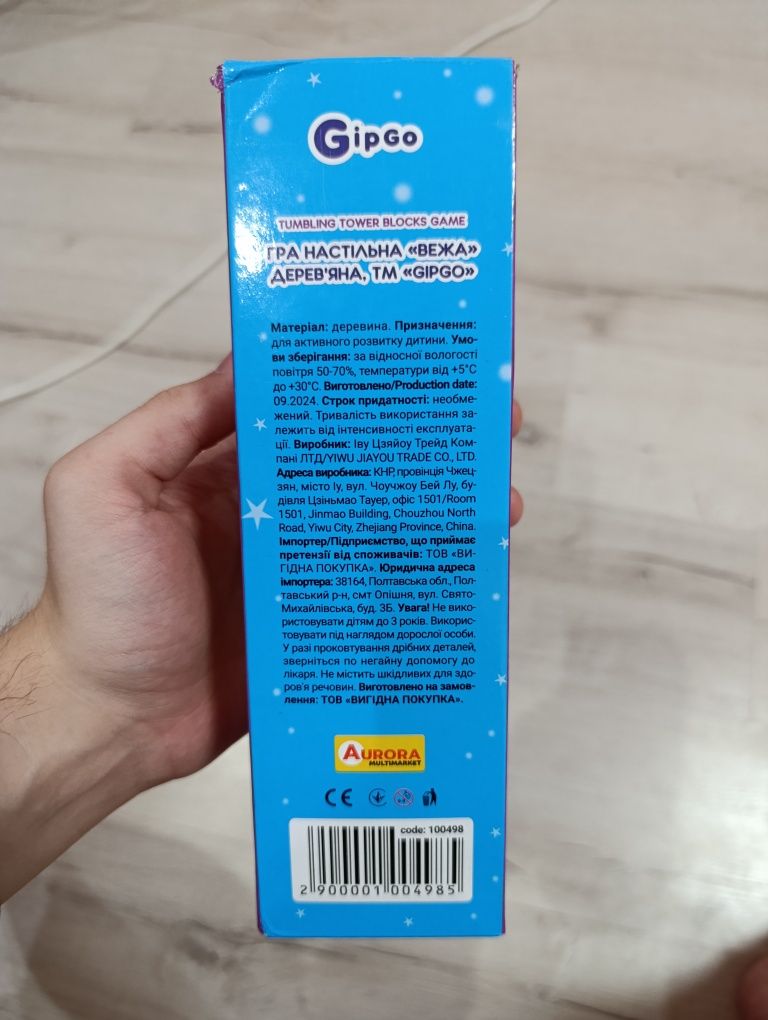 GipGo
TUMBLING TOWER BLOCKS GAME
ГРА НАСТІЛЬНА «ВЕЖА»
ДЕРЕВ'ЯНА, ТМ «GIPGO»
Матеріал: деревина. Призначення:
для активного розвитку дитини. Умо-
ви зберігання: за відносної вологості
повітря 50-70%, температури від +5°С
до +30°С. Виготовлено/Production date:
09.2024. Строк придатності: необме-
жений. Тривалість використання за-
лежить від інтенсивності експлуата-
ції. Виробник: Іву Цзяйоу Трейд Ком-
пані ЛТД/YIWU JIAYOU TRADE CO., LTD.
Адреса виробника: КНР, провінція Чжец-
зян, місто Іу, вул. Чоучжоу Бей Лу, бу-
дівля Цзіньмао Тауер, офіс 1501/Room
1501, Jinmao Building, Chouzhou North
Road, Yiwu City, Zhejiang Province, China.
Імпортер/Підприємство, що приймає
претензії від споживачів: ТОВ «ВИ-
ГІДНА ПОКУПКА». Юридична адреса
імпортера: 38164, Полтавська обл., Пол-
тавський р-н, смт Опішня, вул. Свято-
Михайлівська, буд. 3Б. Увага! Не вико-
ристовувати дітям до 3 років. Викорис-
товувати під наглядом дорослої особи.
У разі проковтування дрібних деталей,
зверніться по негайну допомогу до
лікаря. Не містить шкідливих для здо-
ров'я речовин. Виготовлено на замов-
лення: ТОВ «ВИГІДНА ПОКУПКА».
AURORA
MULTIMARKET
CE
code: 100498
2 900001 004985